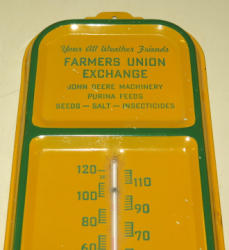 Your All Weather Friends
FARMERS UNION
EXCHANGE
JOHN DEERE MACHINERY
PURINA FEEDS
SEEDS — SALT — INSECTICIDES
120
110
100
90
80
70
60